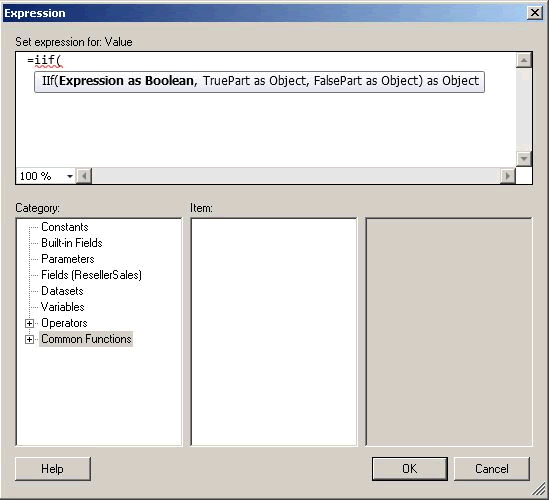 Expression
Set expression for: Value
=iif(
IIf(Expression as Boolean, TruePart as Object, FalsePart as Object) as Object
100 %
Category:
Item:
Constants
Built-in Fields
Parameters
Fields (ResellerSales)
Datasets
Variables
Operators
Common Functions
Help
OK
Cancel